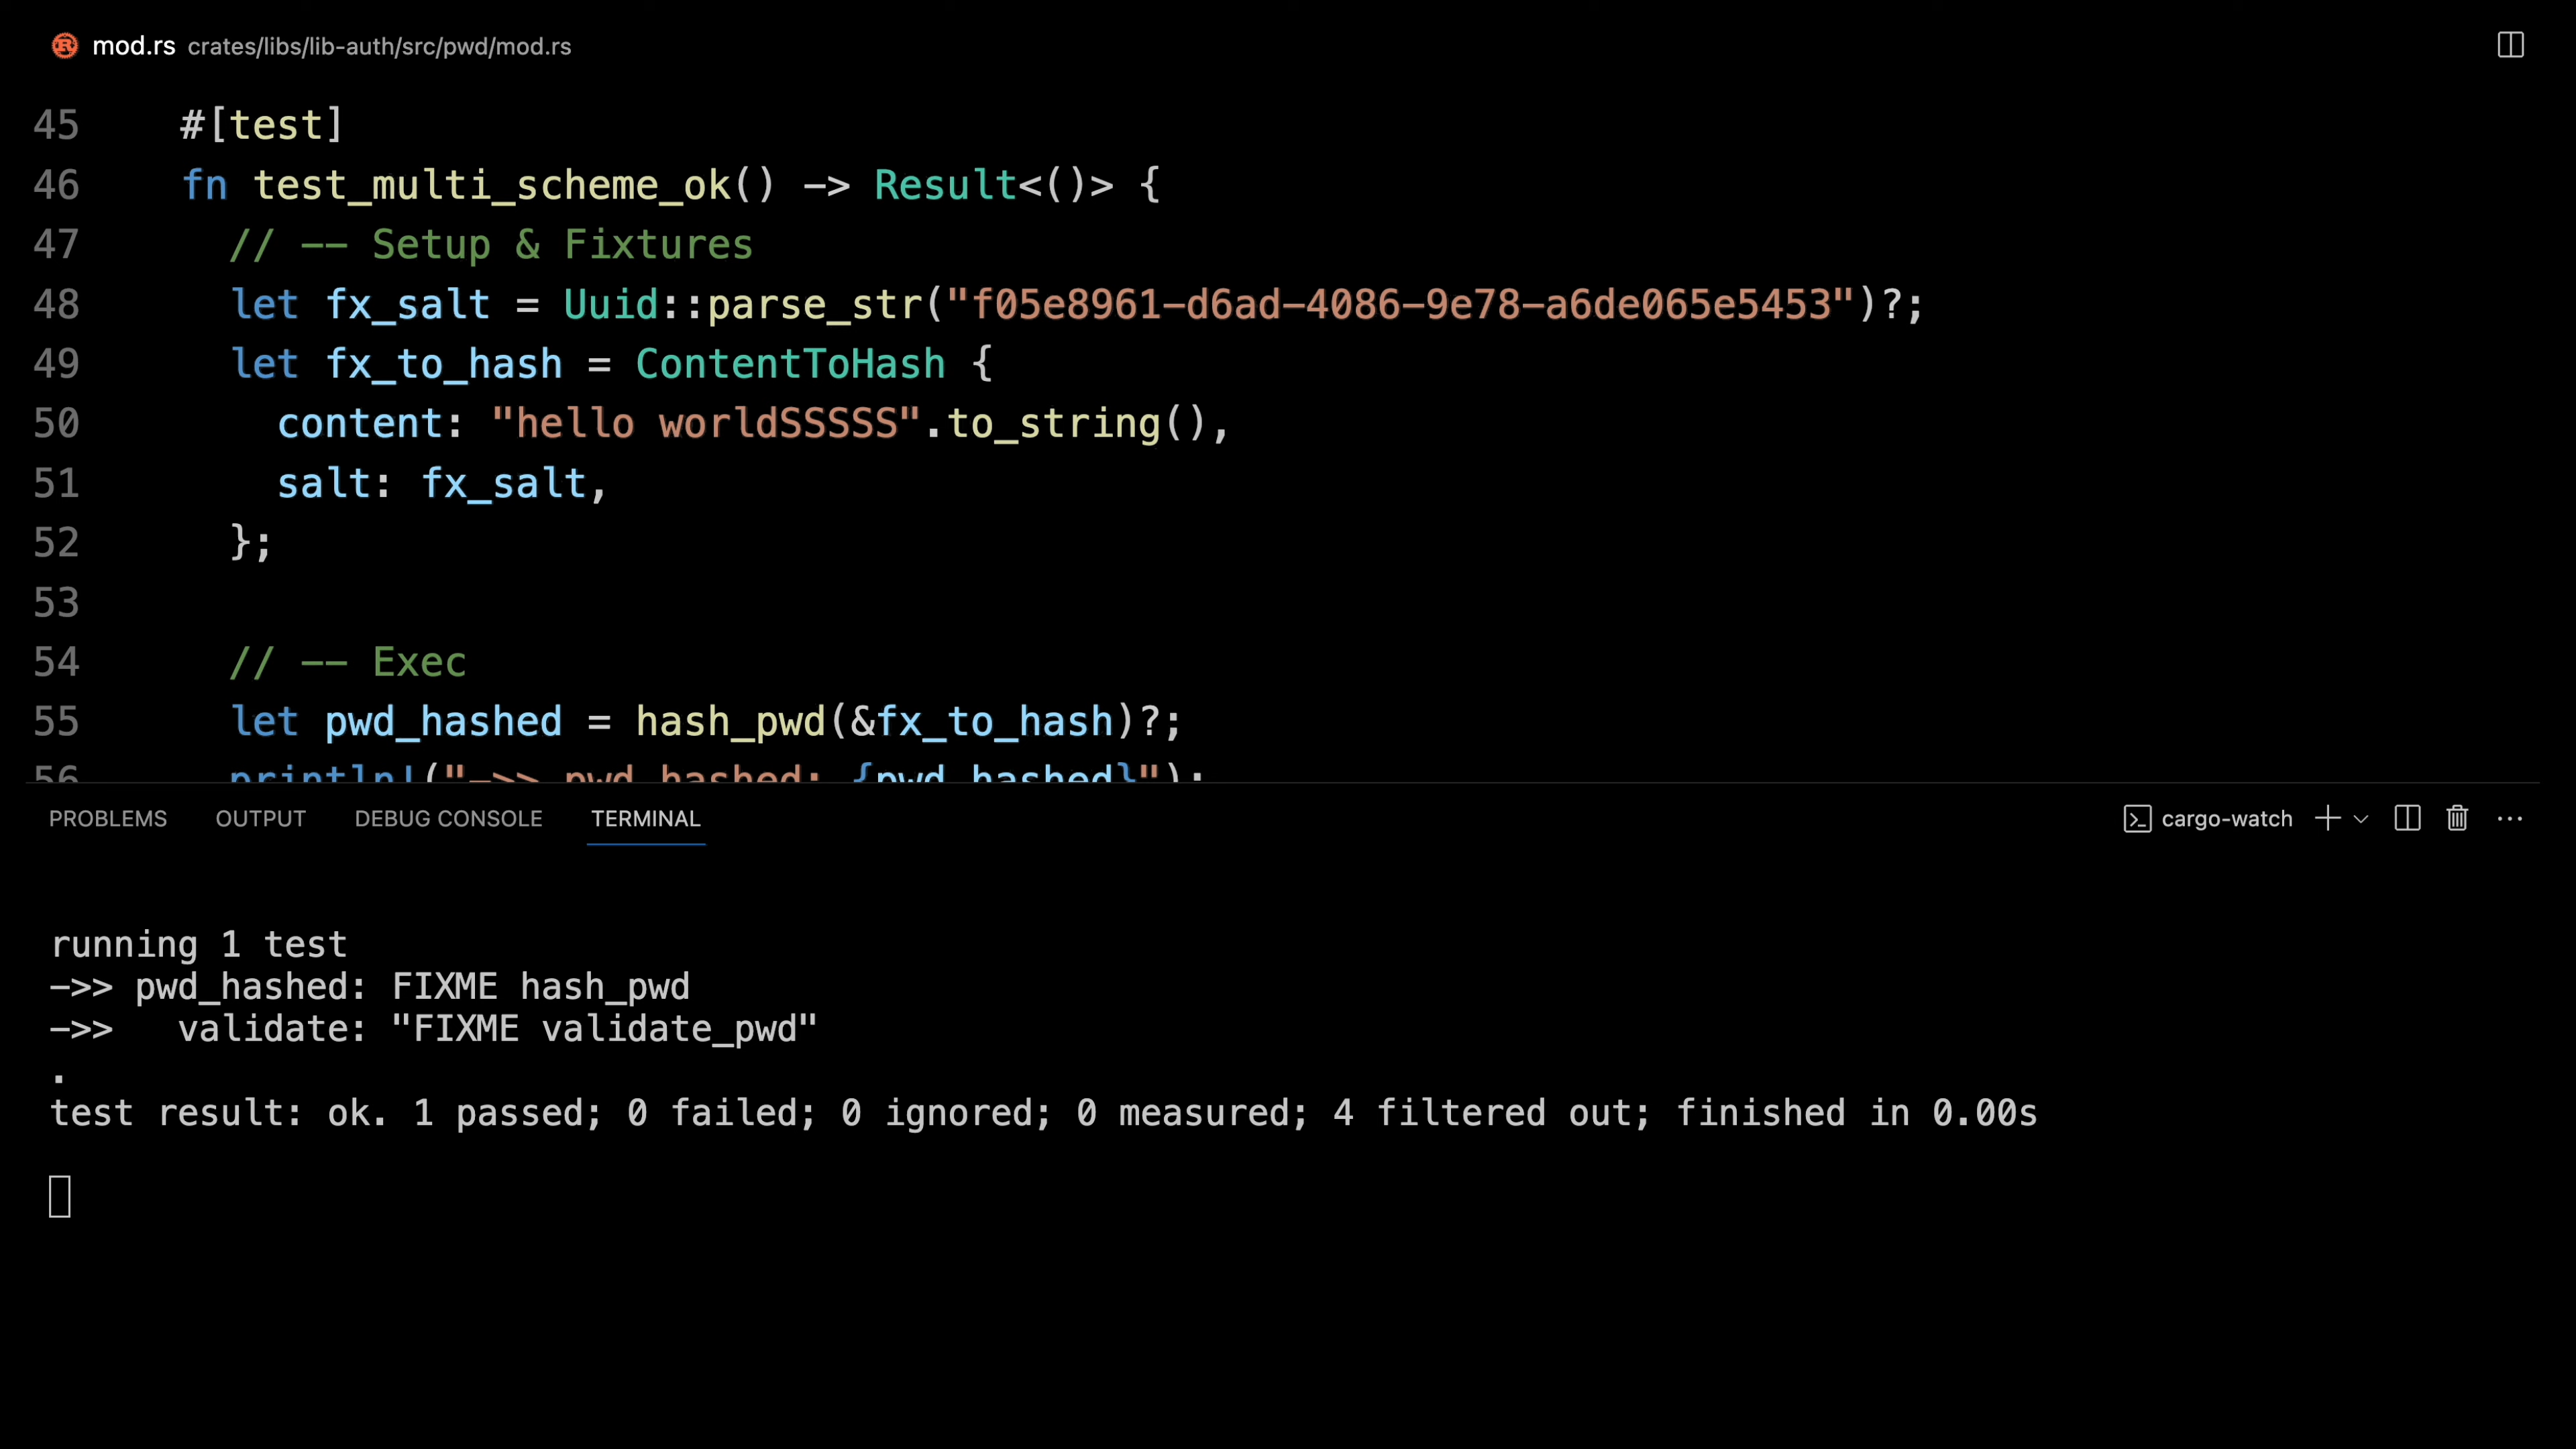 mod.rs crates/libs/lib-auth/src/pwd/mod.rs
45 #[test]
46 fn test_multi_scheme_ok() -> Result<()> {
47 // -- Setup & Fixtures
48 let fx_salt = Uuid::parse_str("f05e8961-d6ad-4086-9e78-a6de065e5453")?;
49 let fx_to_hash = ContentToHash {
50 content: "hello worldSSSSS".to_string(),
51 salt: fx_salt,
52 };
53
54 // -- Exec
55 let pwd_hashed = hash_pwd(&fx_to_hash)?;
56 println!("->> pwd_hashed: {pwd_hashed}");
PROBLEMS OUTPUT DEBUG CONSOLE TERMINAL cargo-watch
running 1 test
->> pwd_hashed: FIXME hash_pwd
->>   validate: "FIXME validate_pwd"
.
test result: ok. 1 passed; 0 failed; 0 ignored; 0 measured; 4 filtered out; finished in 0.00s